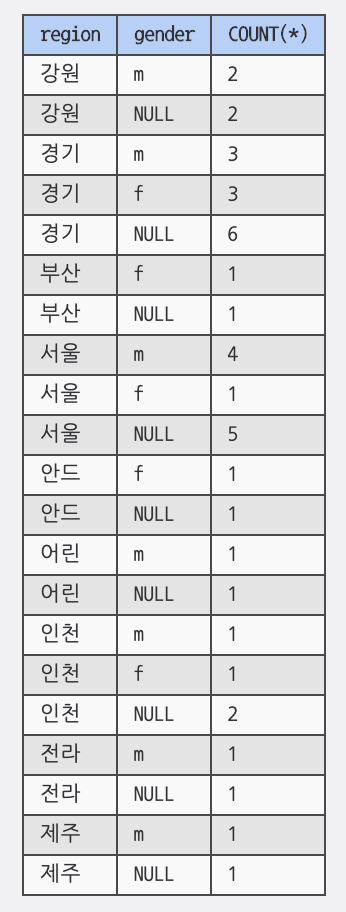 region gender COUNT(*)
강원 m 2
강원 NULL 2
경기 m 3
경기 f 3
경기 NULL 6
부산 f 1
부산 NULL 1
서울 m 4
서울 f 1
서울 NULL 5
안드 f 1
안드 NULL 1
어린 m 1
어린 NULL 1
인천 m 1
인천 f 1
인천 NULL 2
전라 m 1
전라 NULL 1
제주 m 1
제주 NULL 1